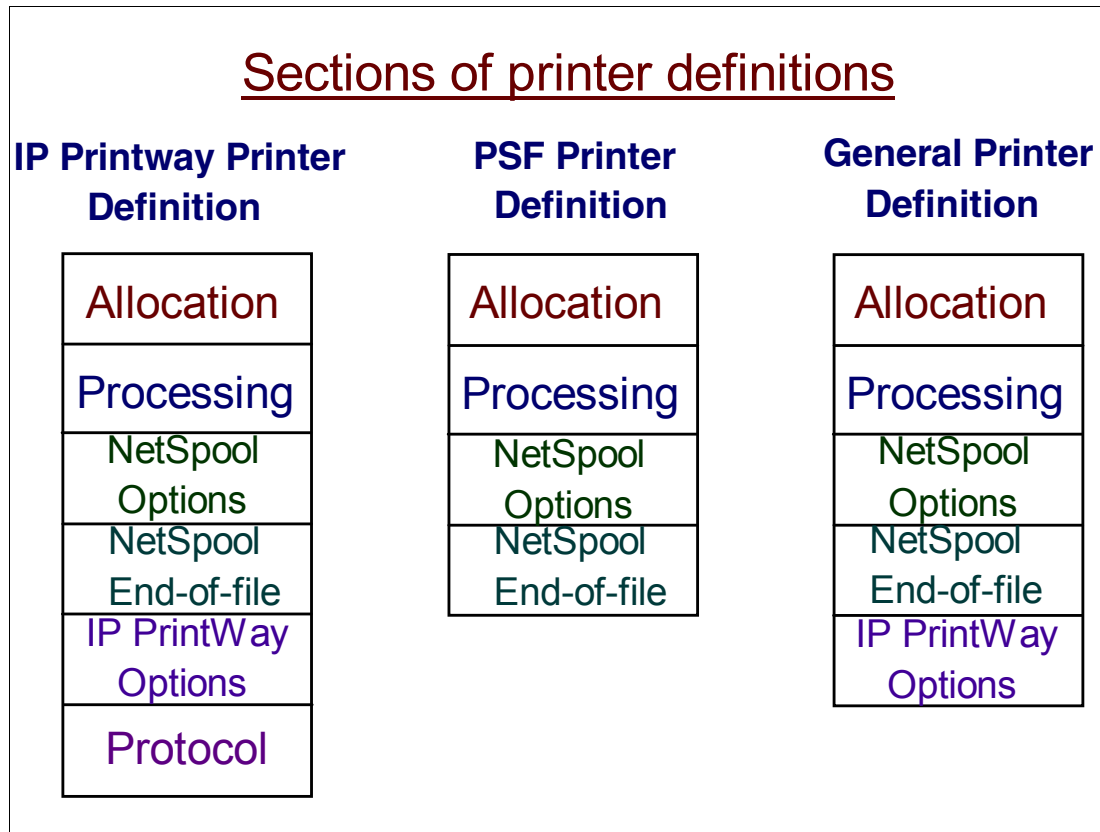 Sections of printer definitions
IP Printway Printer
Definition
Allocation
Processing
NetSpool
Options
NetSpool
End-of-file
IP PrintWay
Options
Protocol
PSF Printer
Definition
Allocation
Processing
NetSpool
Options
NetSpool
End-of-file
General Printer
Definition
Allocation
Processing
NetSpool
Options
NetSpool
End-of-file
IP PrintWay
Options